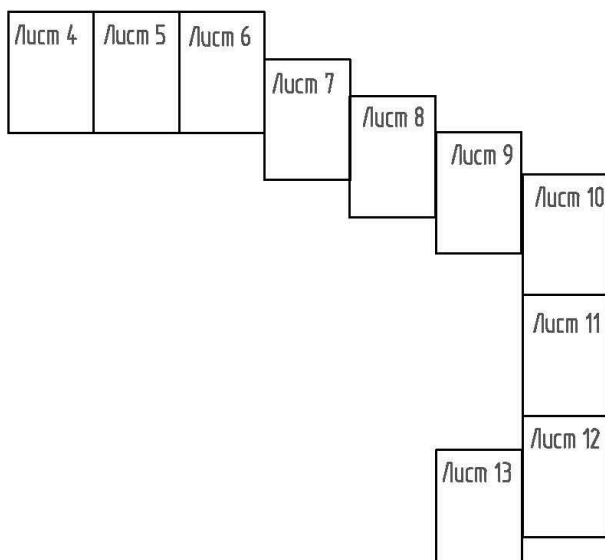 Лист 4
Лист 5
Лист 6
Лист 7
Лист 8
Лист 9
Лист 10
Лист 11
Лист 12
Лист 13